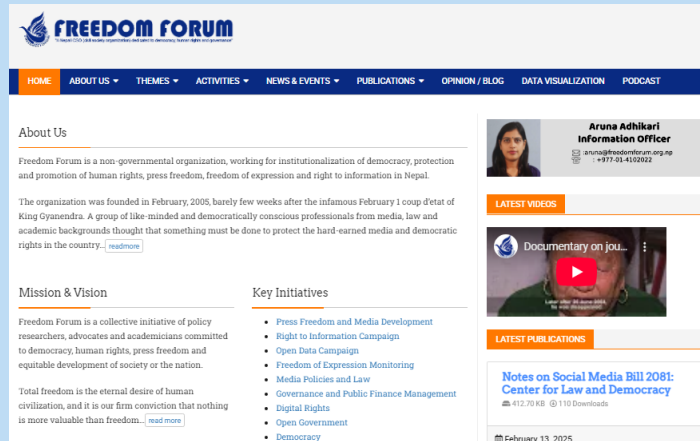 FREEDOM FORUM
HOME
ABOUT US
THEMES
ACTIVITIES
NEWS & EVENTS
PUBLICATIONS
OPINION / BLOG
DATA VISUALIZATION
PODCAST
About Us
Freedom Forum is a non-governmental organization, working for institutionalization of democracy, protection
and promotion of human rights, press freedom, freedom of expression and right to information in Nepal.
The organization was founded in February, 2005, barely few weeks after the infamous February 1 coup d'etat of
King Gyanendra. A group of like-minded and democratically conscious professionals from media, law and
academic backgrounds thought that something must be done to protect the hard-earned media and democratic
rights in the country... readmore
Mission & Vision
Freedom Forum is a collective initiative of policy
researchers, advocates and academicians committed
to democracy, human rights, press freedom and
equitable development of society or the nation.
Total freedom is the eternal desire of human
civilization, and it is our firm conviction that nothing
is more valuable than freedom... read more
Key Initiatives
Press Freedom and Media Development
Right to Information Campaign
Open Data Campaign
Freedom of Expression Monitoring
Media Policies and Law
Governance and Public Finance Management
Digital Rights
Open Government
Democracy
Aruna Adhikari
Information Officer
:aruna@freedomforum.org.np
: +977-01-4102022
LATEST VIDEOS
Documentary on jou...
LATEST PUBLICATIONS
Notes on Social Media Bill 2081:
Center for Law and Democracy
412.70 KB 110 Downloads
February 13, 2025